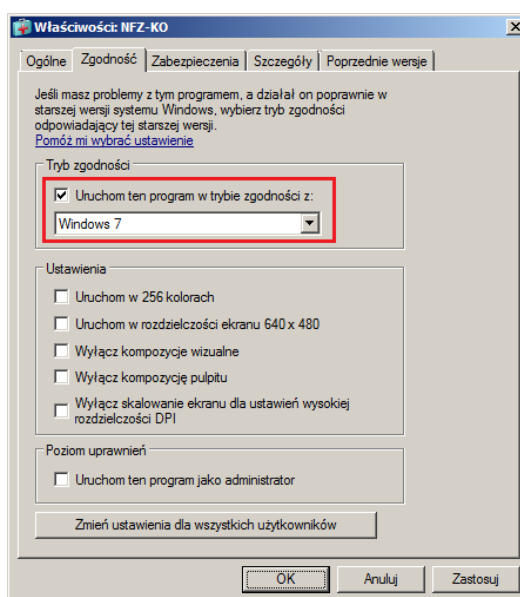 Właściwości: NFZ-KO
Ogólne Zgodność Zabezpieczenia Szczegóły Poprzednie wersje
Jeśli masz problemy z tym programem, a działał on poprawnie w
starszej wersji systemu Windows, wybierz tryb zgodności
odpowiadający tej starszej wersji.
Pomóż mi wybrać ustawienie
Tryb zgodności
Uruchom ten program w trybie zgodności z:
Windows 7
Ustawienia
Uruchom w 256 kolorach
Uruchom w rozdzielczości ekranu 640 x 480
Wyłącz kompozycje wizualne
Wyłącz kompozycję pulpitu
Wyłącz skalowanie ekranu dla ustawień wysokiej
rozdzielczości DPI
Poziom uprawnień
Uruchom ten program jako administrator
Zmień ustawienia dla wszystkich użytkowników
OK Anuluj Zastosuj